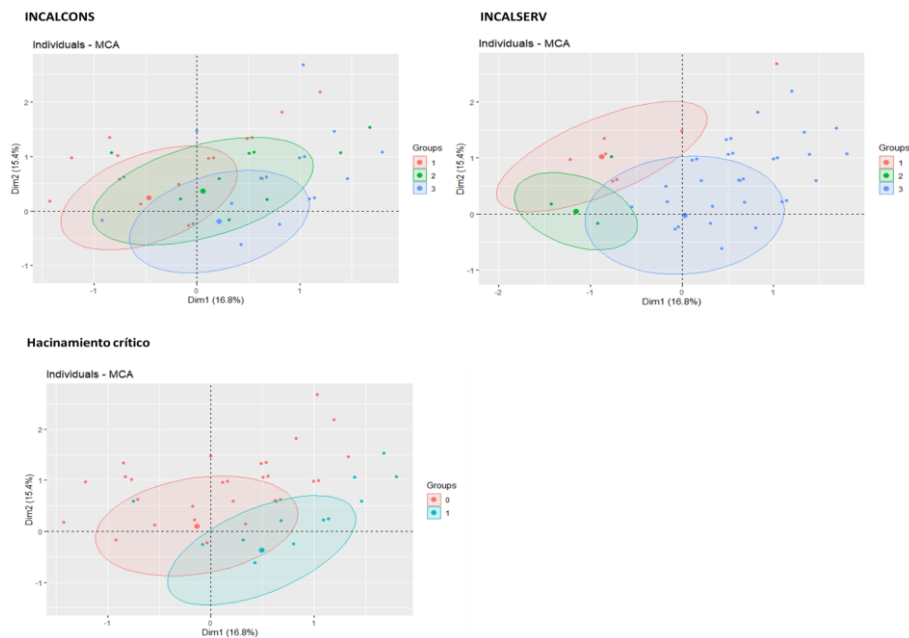 INCALCONS
Individuals - MCA
2
1
0
-1
Dim2 (15.4%)
-1
0
1
Dim1 (16.8%)
Groups
1
2
3
INCALSERV
Individuals - MCA
2
1
0
-1
Dim2 (15.4%)
-2
-1
0
1
Dim1 (16.8%)
Groups
1
2
3
Hacinamiento crítico
Individuals - MCA
2
1
0
-1
Dim2 (15.4%)
-1
0
1
Dim1 (16.8%)
Groups
0
1